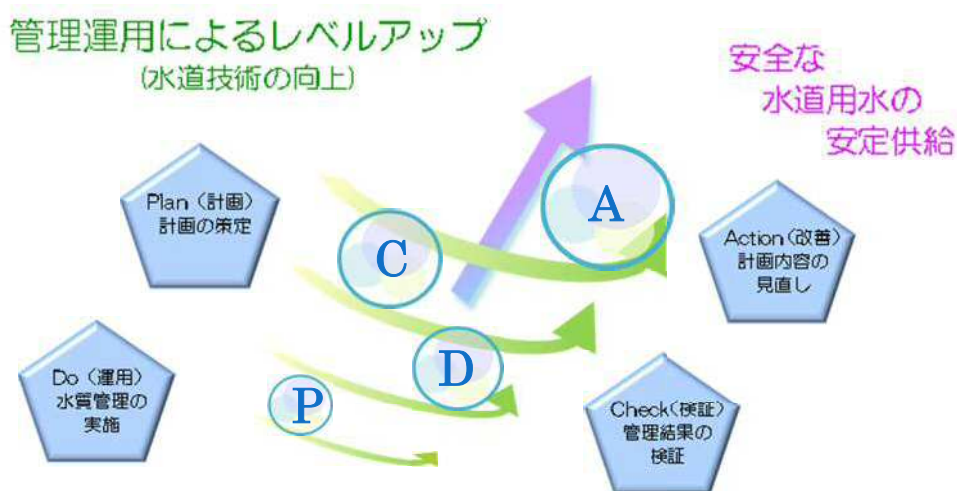 管理運用によるレベルアップ
(水道技術の向上)
安全な
水道用水の
安定供給
Plan（計画）
計画の策定
A
C
Action（改善）
計画内容の
見直し
Do（運用）
水質管理の
実施
D
P
Check（検証）
管理結果の
検証